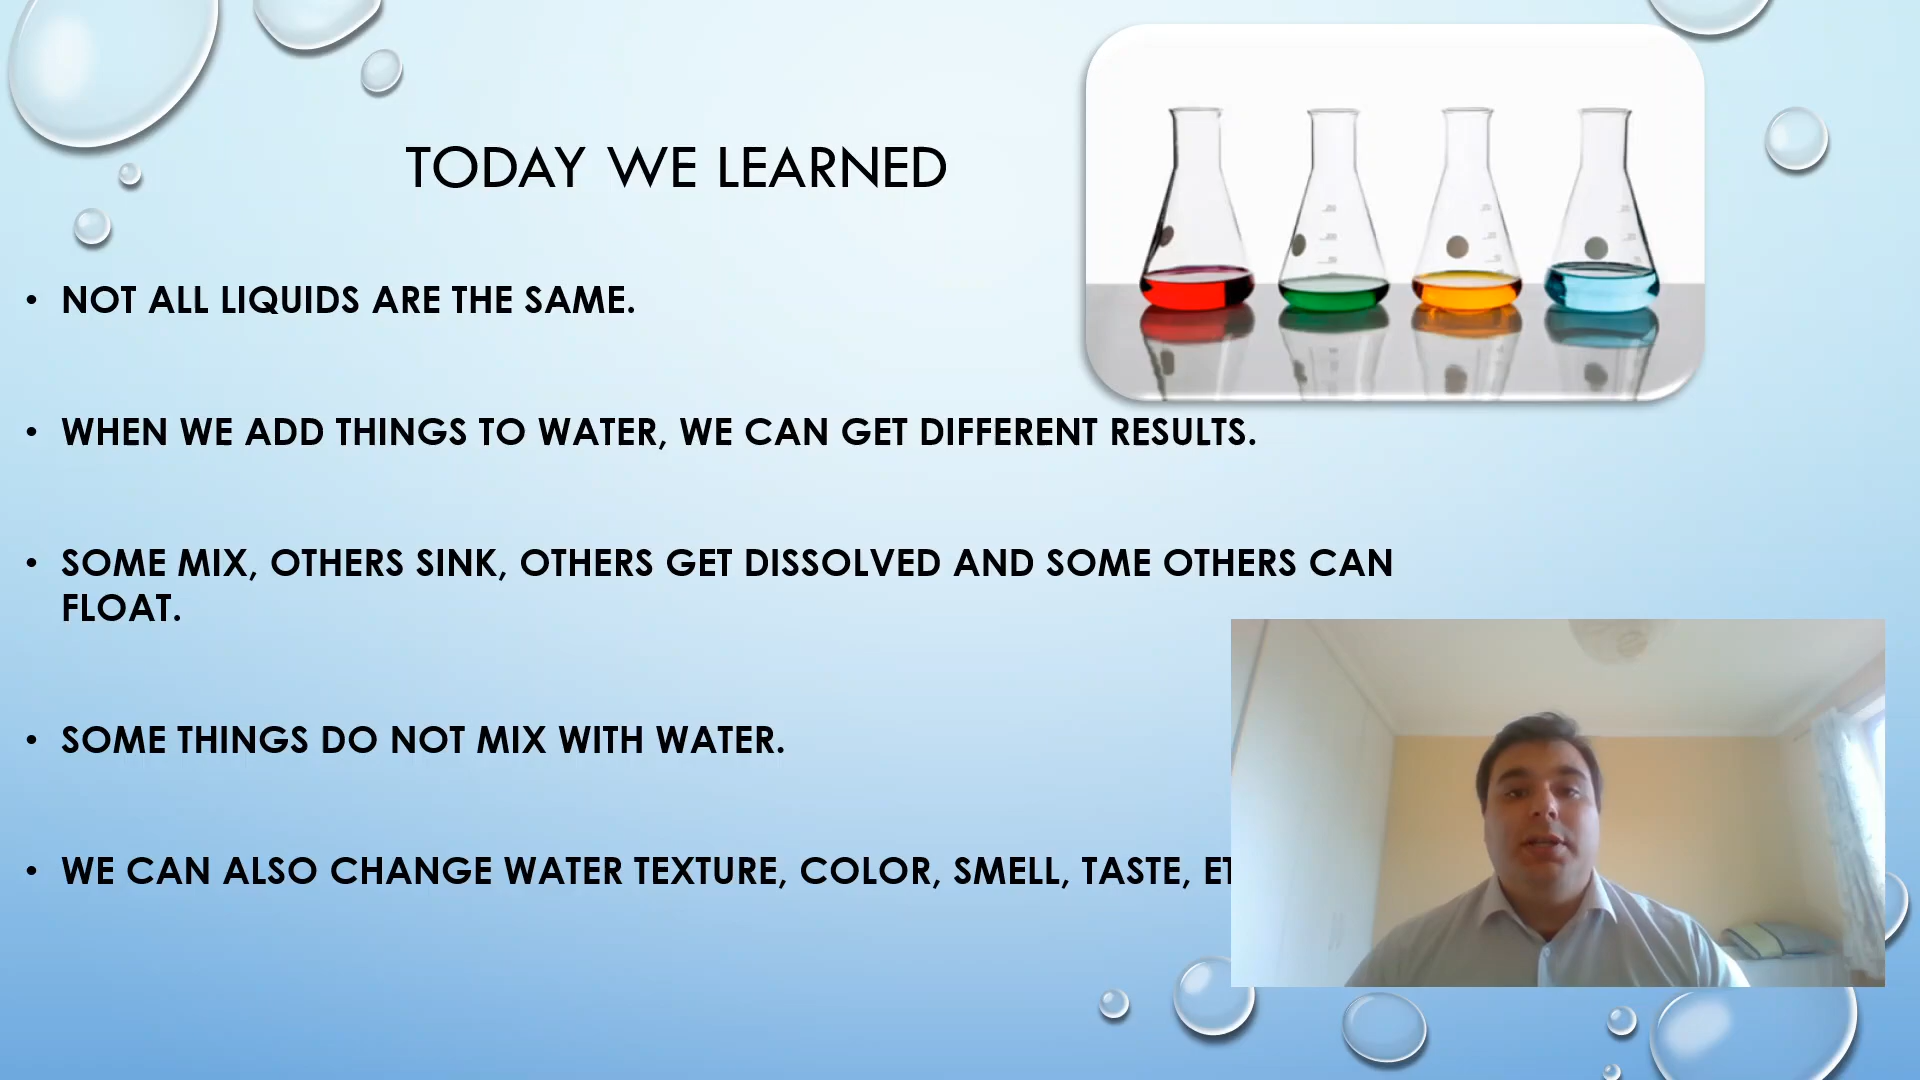 TODAY WE LEARNED
• NOT ALL LIQUIDS ARE THE SAME.
• WHEN WE ADD THINGS TO WATER, WE CAN GET DIFFERENT RESULTS.
• SOME MIX, OTHERS SINK, OTHERS GET DISSOLVED AND SOME OTHERS CAN
FLOAT.
• SOME THINGS DO NOT MIX WITH WATER.
• WE CAN ALSO CHANGE WATER TEXTURE, COLOR, SMELL, TASTE,